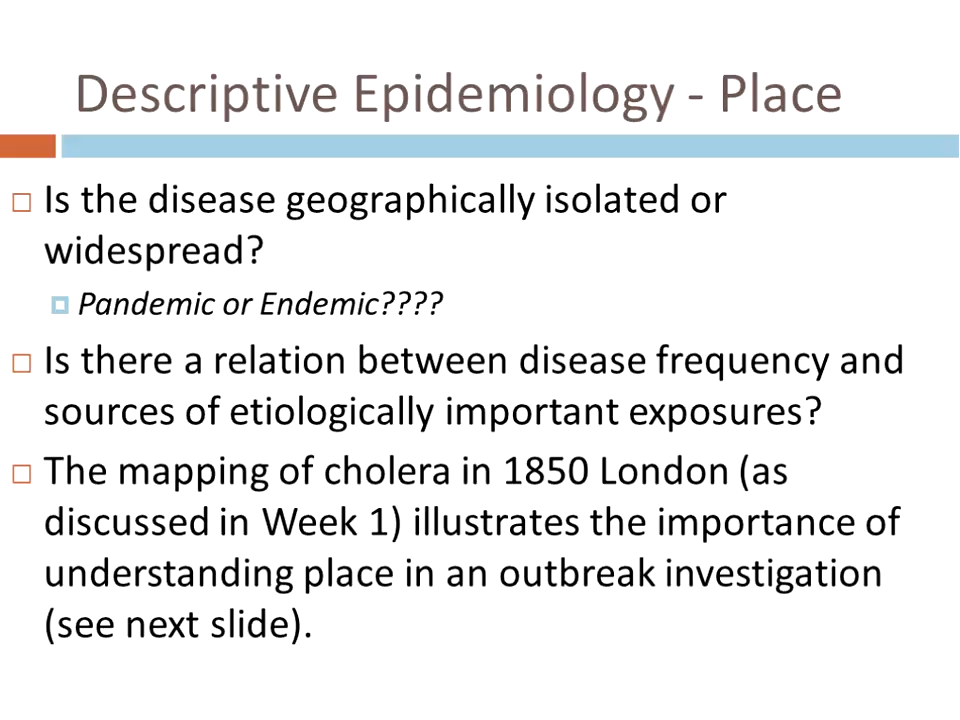 Descriptive Epidemiology - Place
Is the disease geographically isolated or
widespread?
Pandemic or Endemic????
Is there a relation between disease frequency and
sources of etiologically important exposures?
The mapping of cholera in 1850 London (as
discussed in Week 1) illustrates the importance of
understanding place in an outbreak investigation
(see next slide).